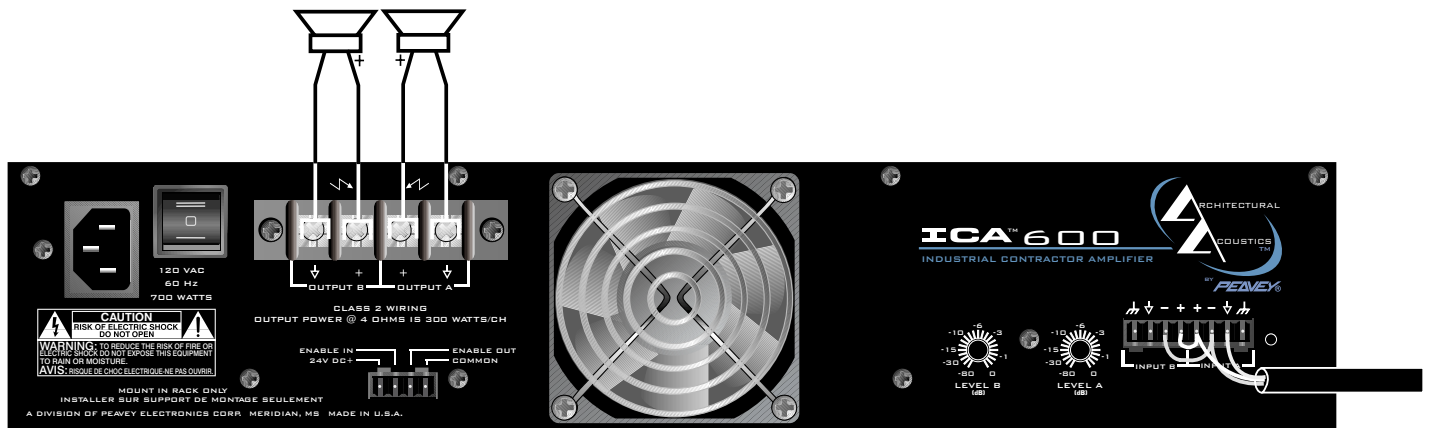 + +
120 VAC
60 Hz
700 WATTS
+ +
OUTPUT B OUTPUT A
CLASS 2 WIRING
OUTPUT POWER @ 4 OHMS IS 300 WATTS/CH
CAUTION
RISK OF ELECTRIC SHOCK
DO NOT OPEN
WARNING: TO REDUCE THE RISK OF FIRE OR
ELECTRIC SHOCK DO NOT EXPOSE THIS EQUIPMENT
TO RAIN OR MOISTURE.
AVIS: RISQUE DE CHOC ELECTRIQUE-NE PAS OUVRIR.
ENABLE IN
24V DC+
ENABLE OUT
COMMON
MOUNT IN RACK ONLY
INSTALLER SUR SUPPORT DE MONTAGE SEULEMENT
A DIVISION OF PEAVEY ELECTRONICS CORP. MERIDIAN, MS MADE IN U.S.A.
ICA™ 600
INDUSTRIAL CONTRACTOR AMPLIFIER
ARCHITECTURAL
ACOUSTICS
TM
BY PEAVEY®
-6
-10 -3
-15
-30 -1
-80 0
LEVEL B
(dB)
-6
-10 -3
-15
-30 -1
-80 0
LEVEL A
(dB)
- + + -
INPUT B INPUT A